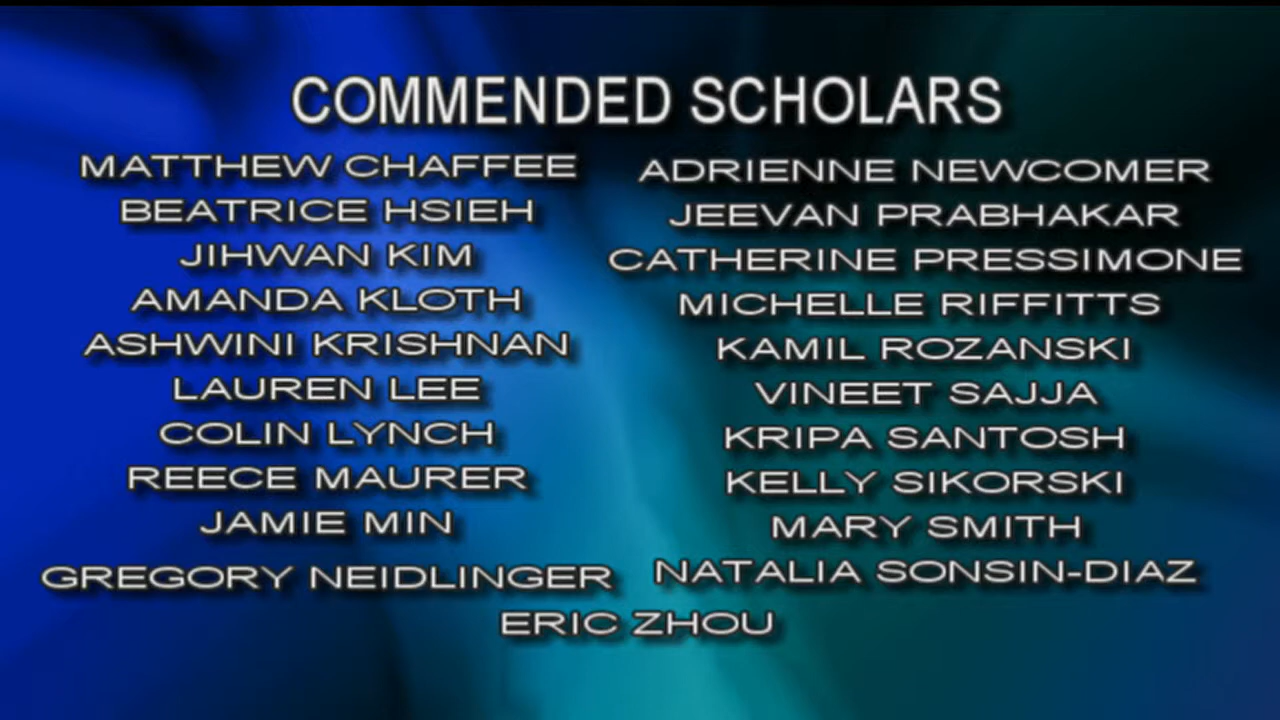 COMMENDED SCHOLARS
MATTHEW CHAFFEE
BEATRICE HSIEH
JIHWAN KIM
AMANDA KLOTH
ASHWINI KRISHNAN
LAUREN LEE
COLIN LYNCH
REECE MAURER
JAMIE MIN
GREGORY NEIDLINGER
ADRIENNE NEWCOMER
JEEVAN PRABHAKAR
CATHERINE PRESSIMONE
MICHELLE RIFFITTS
KAMIL ROZANSKI
VINEET SAJJA
KRIPA SANTOSH
KELLY SIKORSKI
MARY SMITH
NATALIA SONSIN-DIAZ
ERIC ZHOU